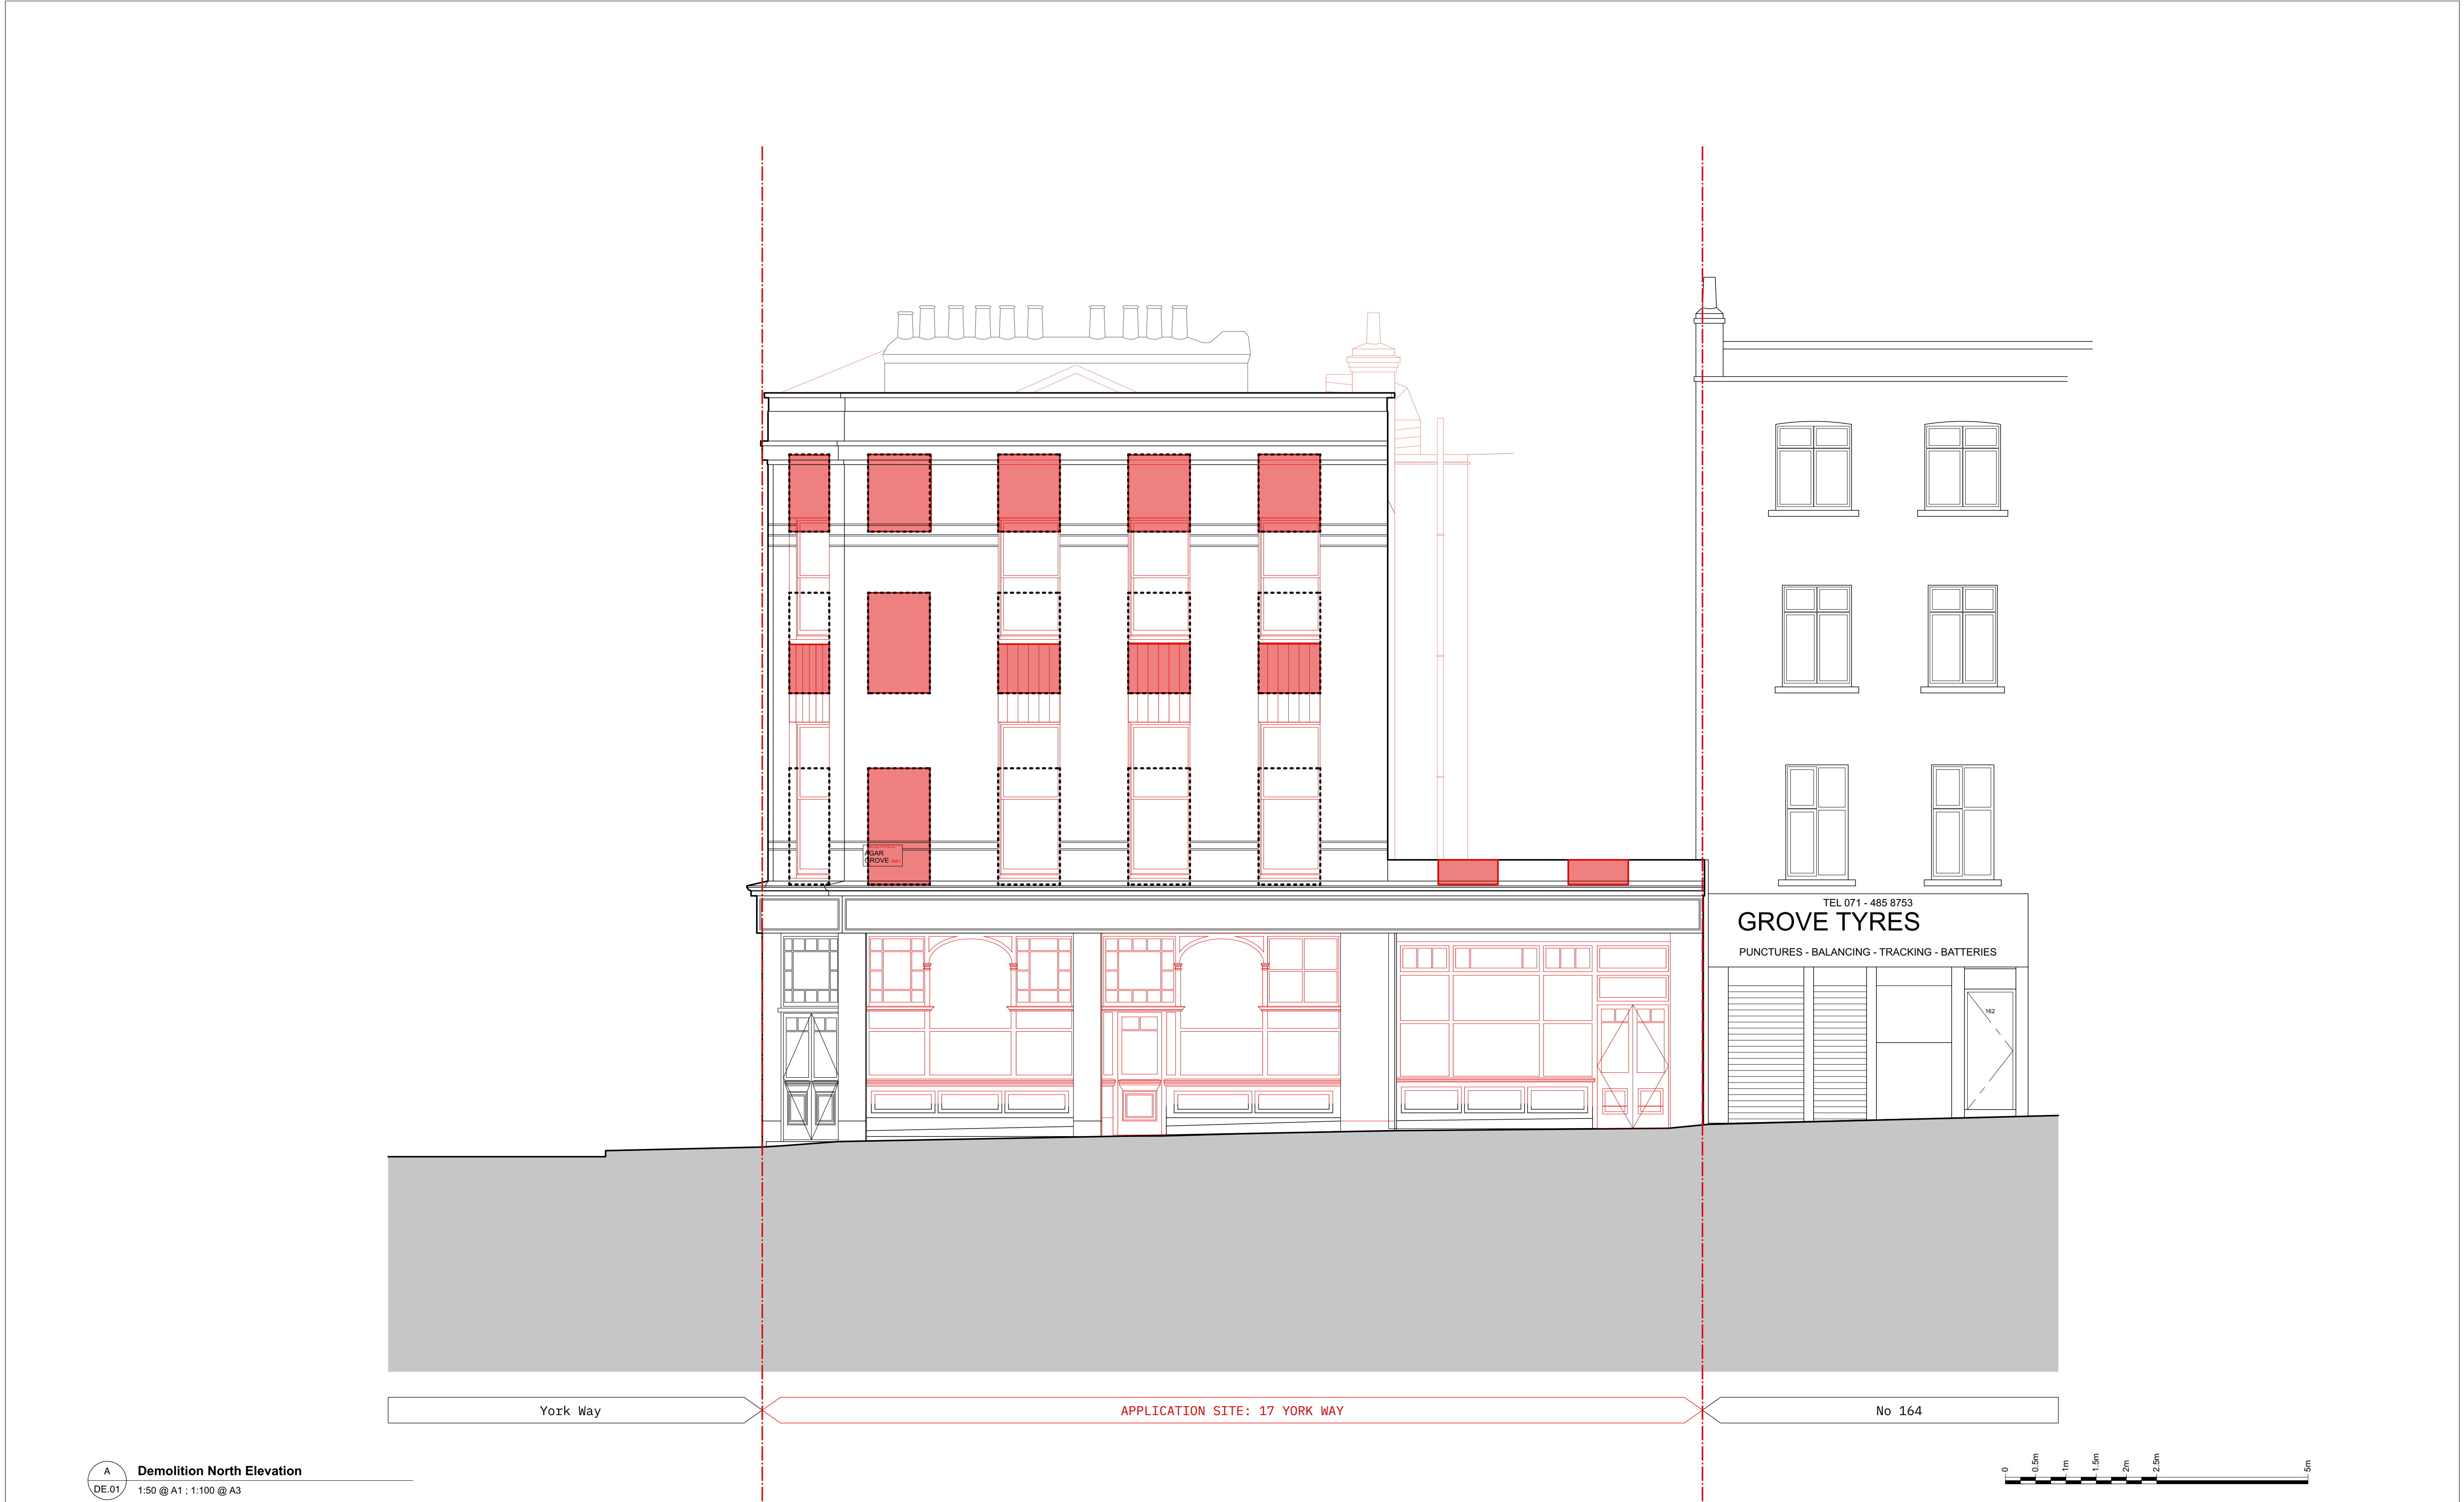 AGAR
GROVE
TEL 071 - 485 8753
GROVE TYRES
PUNCTURES - BALANCING - TRACKING - BATTERIES
162
York Way
APPLICATION SITE: 17 YORK WAY
No 164
A
DE.01
Demolition North Elevation
1:50 @ A1 ; 1:100 @ A3
0
0.5m
1m
1.5m
2m
2.5m
5m